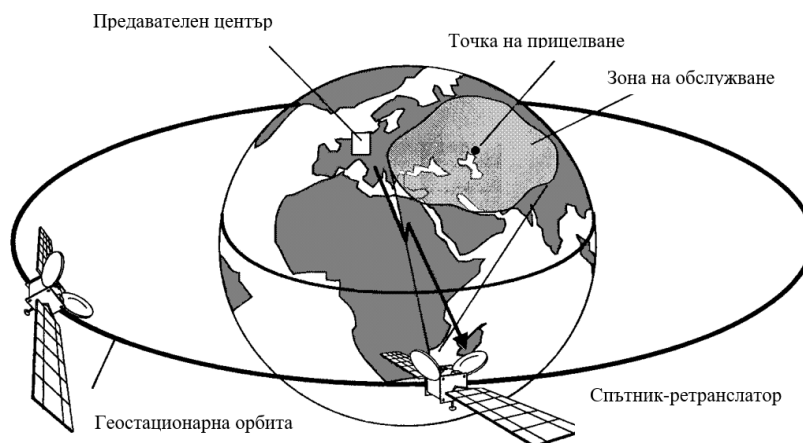 Предавателен център
Точка на прицелване
Зона на обслужване
Спътник-ретранслатор
Геостационарна орбита